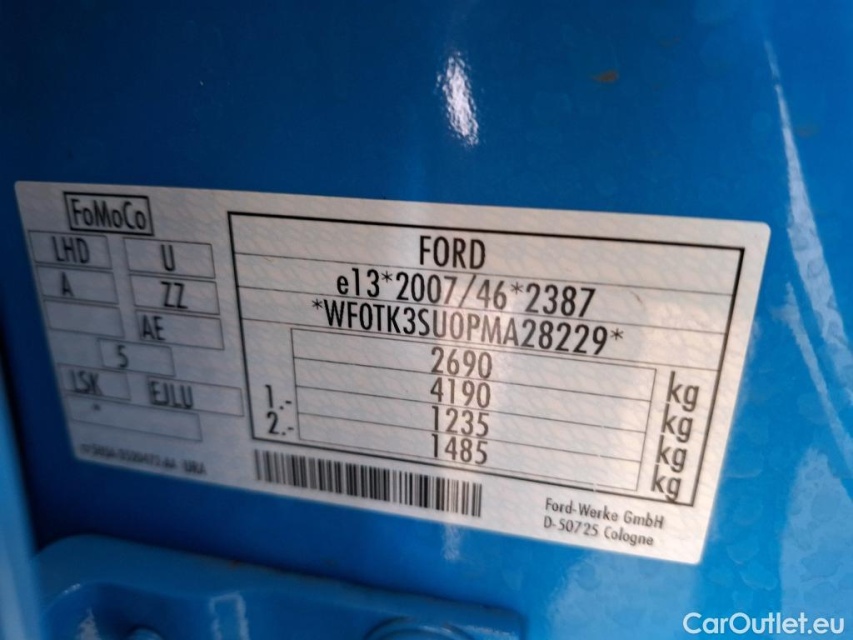 FoMoCo
LHD U
A ZZ
AE
5
EJLU
FORD
e13*2007/46*2387
*WF0TK3SU0PMA28229*
2690 kg
4190 kg
1.- 1235 kg
2.- 1485 kg
Ford-Werke GmbH
D-50725 Cologne
CarOutlet.eu